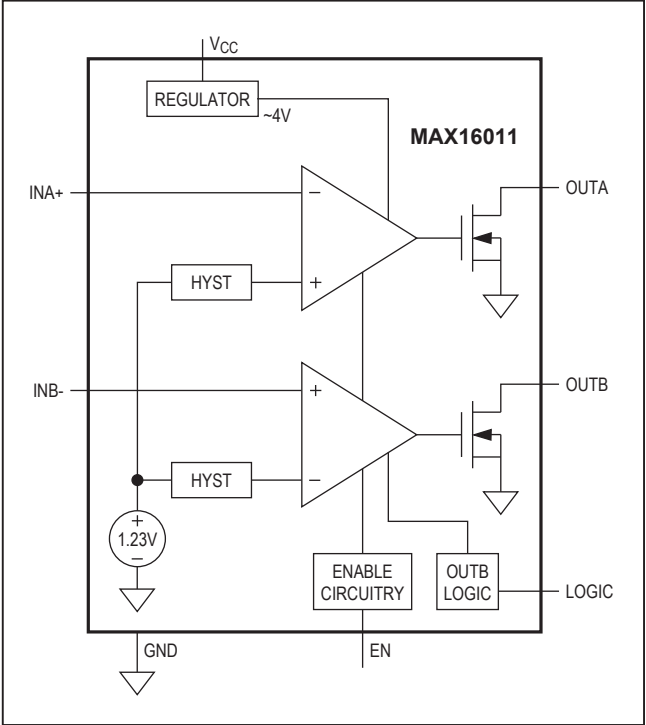 VCC
REGULATOR
~4V
MAX16011
INA+
−
OUTA
HYST
+
INB-
+
OUTB
HYST
−
+
1.23V
−
ENABLE
CIRCUITRY
OUTB
LOGIC
LOGIC
GND
EN